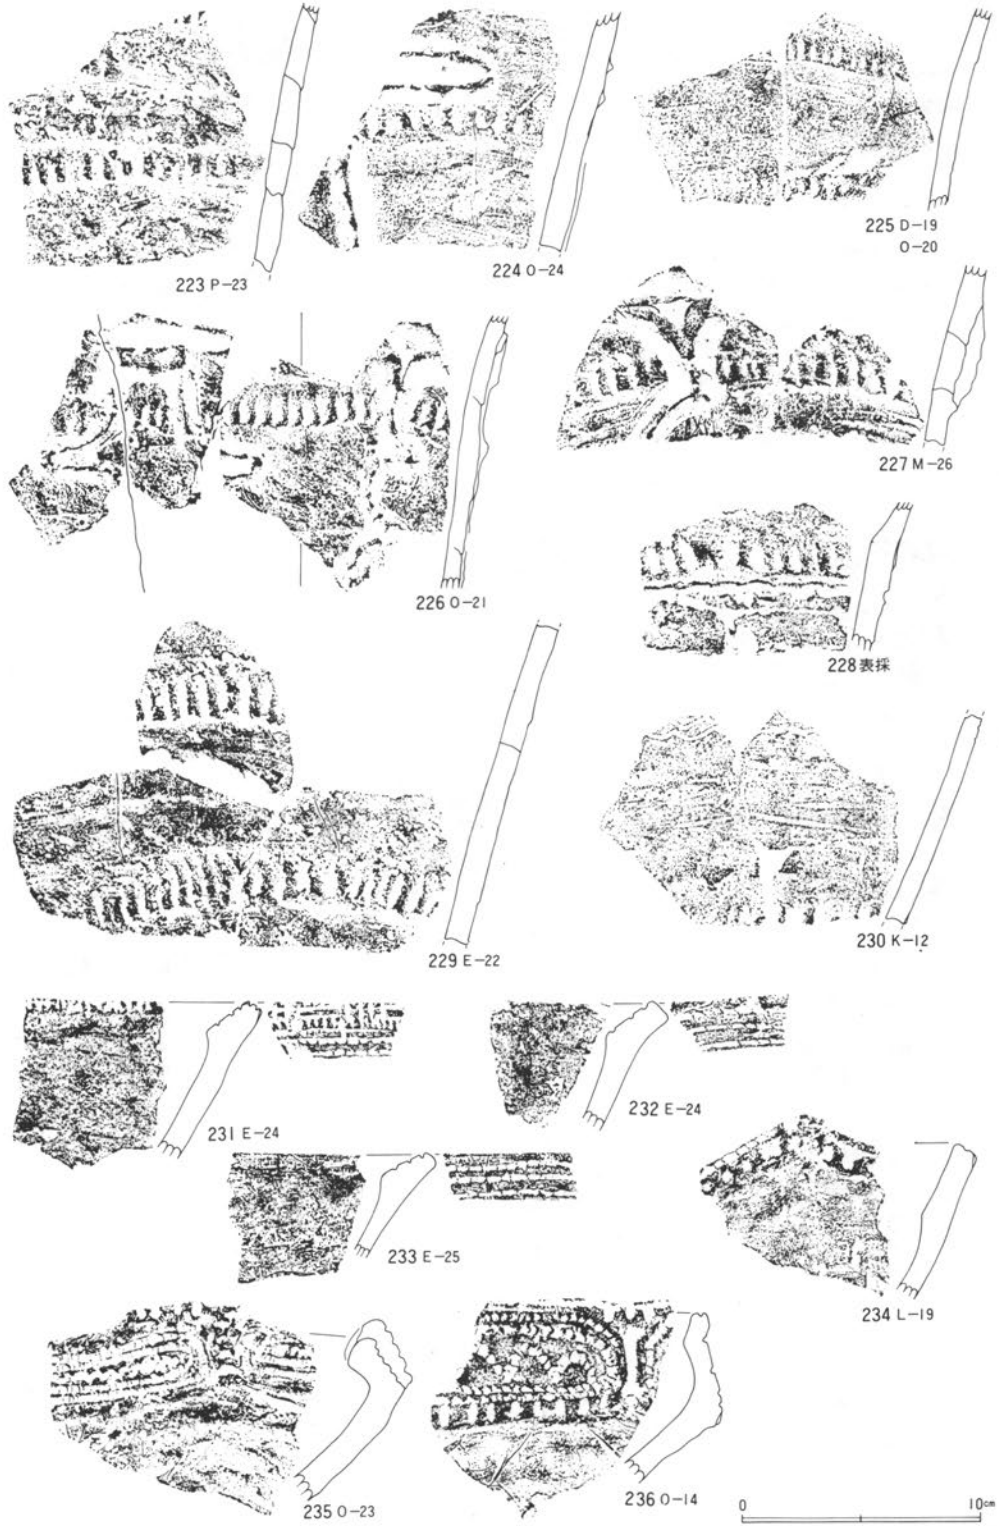 223 P-23
224 O-24
225 D-19
O-20
226 O-21
227 M-26
228 表採
229 E-22
230 K-12
231 E-24
232 E-24
233 E-25
234 L-19
235 O-23
236 O-14
0 10cm